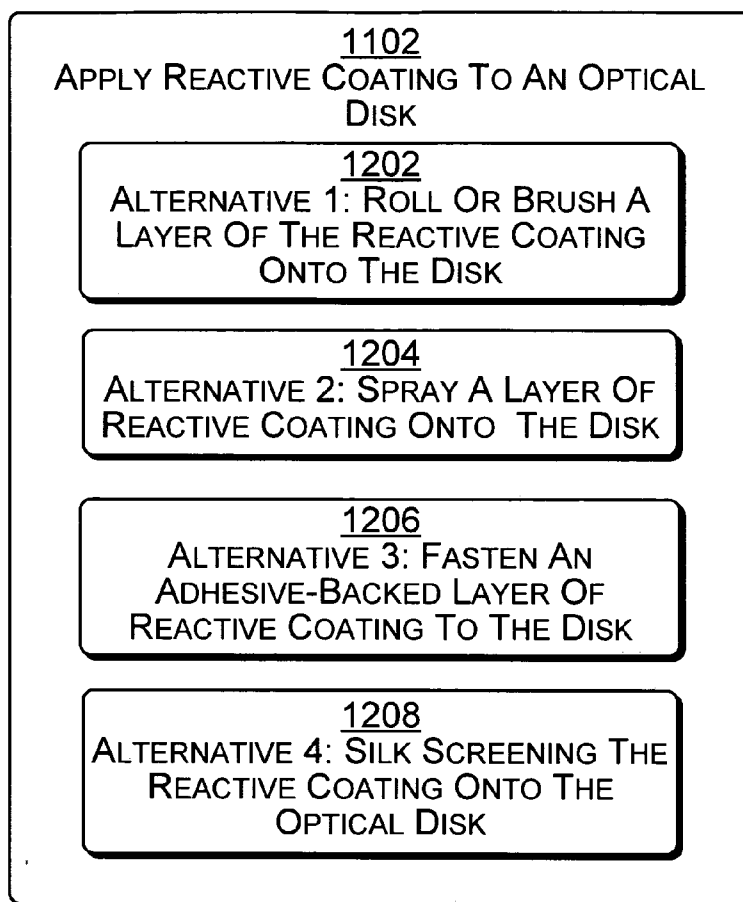 1102
APPLY REACTIVE COATING TO AN OPTICAL
DISK
1202
ALTERNATIVE 1: ROLL OR BRUSH A
LAYER OF THE REACTIVE COATING
ONTO THE DISK
1204
ALTERNATIVE 2: SPRAY A LAYER OF
REACTIVE COATING ONTO THE DISK
1206
ALTERNATIVE 3: FASTEN AN
ADHESIVE-BACKED LAYER OF
REACTIVE COATING TO THE DISK
1208
ALTERNATIVE 4: SILK SCREENING THE
REACTIVE COATING ONTO THE
OPTICAL DISK